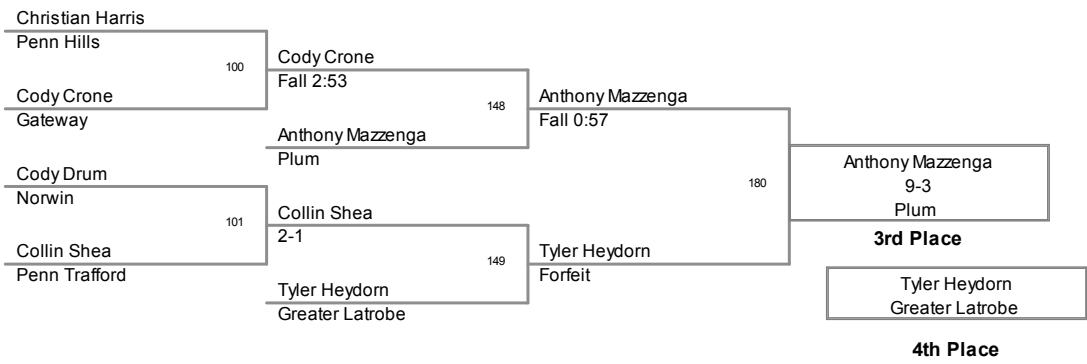 Christian Harris
Penn Hills
100
Cody Crone
Fall 2:53
Cody Crone
Gateway
148
Anthony Mazzenga
Fall 0:57
Anthony Mazzenga
Plum
Cody Drum
Norwin
180
Anthony Mazzenga
9-3
Plum
3rd Place
101
Collin Shea
2-1
Collin Shea
Penn Trafford
149
Tyler Heydorn
Forfeit
Tyler Heydorn
Greater Latrobe
Tyler Heydorn
Greater Latrobe
4th Place